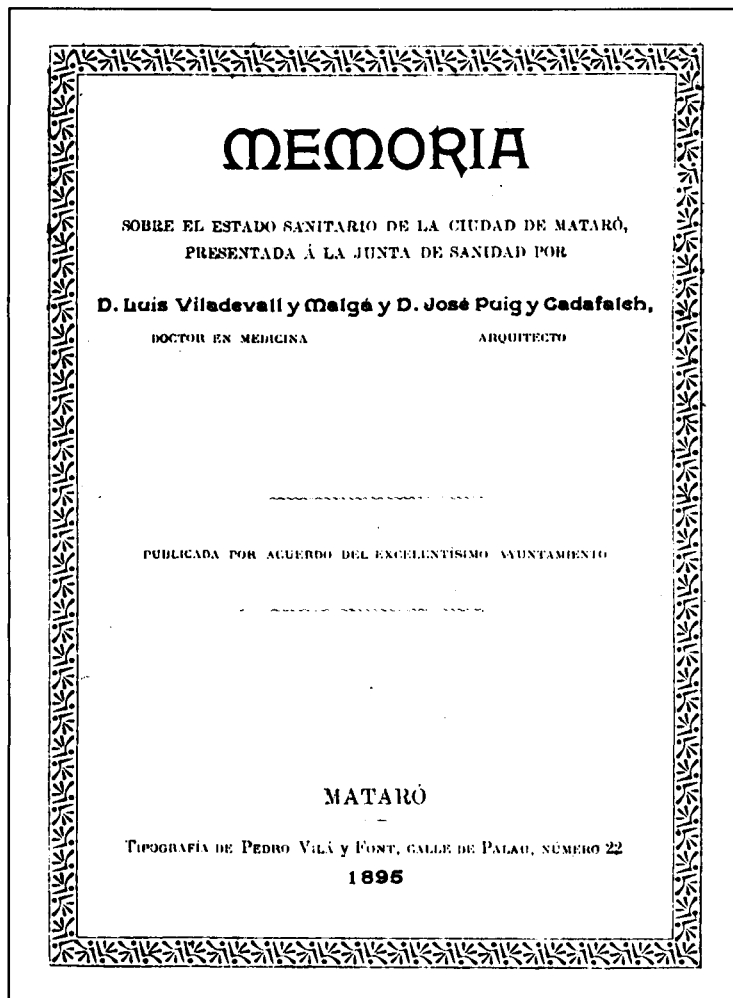 MEMORIA
SOBRE EL ESTADO SANITARIO DE LA CIUDAD DE MATARÓ,
PRESENTADA Á LA JUNTA DE SANIDAD POR
D. Luis Viladevall y Malgá y D. José Puig y Cadafalch,
DOCTOR EN MEDICINA ARQUITECTO
PUBLICADA POR ACUERDO DEL EXCELENTÍSIMO AYUNTAMIENTO
MATARÓ
TIPOGRAFÍA DE PEDRO VILÁ y FONT, CALLE DE PALAU, NÚMERO 22
1895